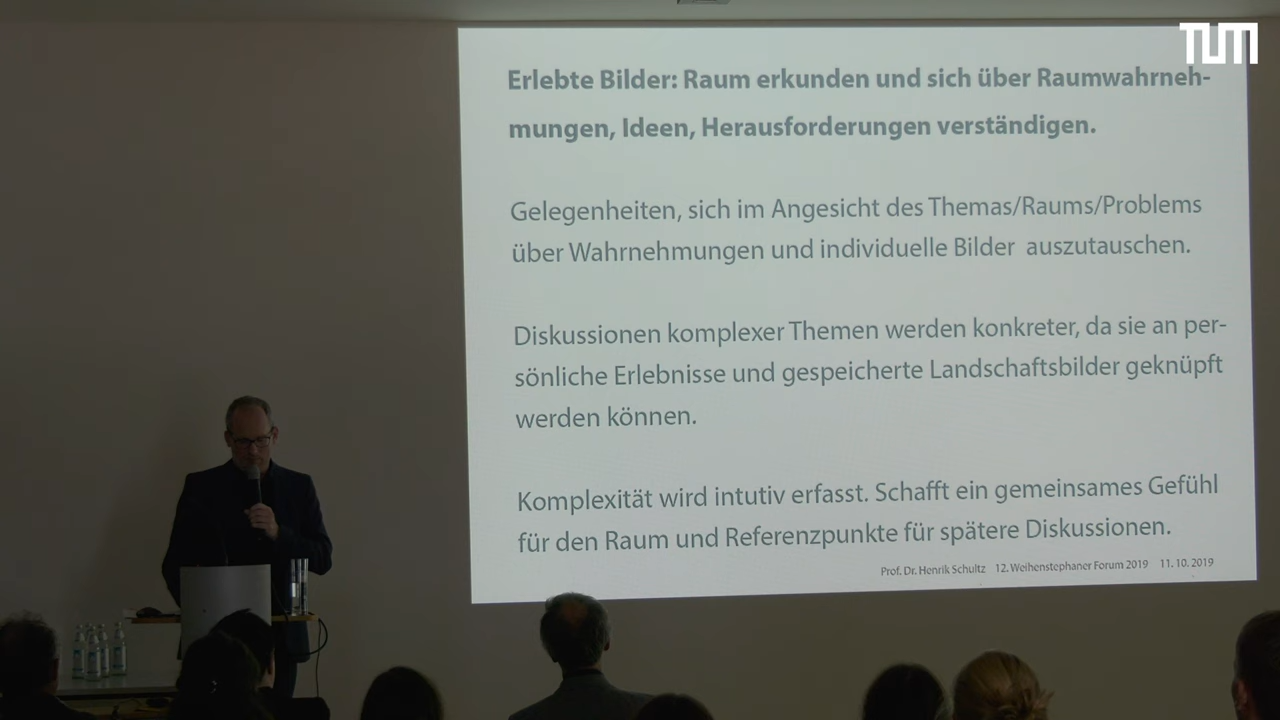 TUM
Erlebte Bilder: Raum erkunden und sich über Raumwahrneh-
mungen, Ideen, Herausforderungen verständigen.
Gelegenheiten, sich im Angesicht des Themas/Raums/Problems
über Wahrnehmungen und individuelle Bilder auszutauschen.
Diskussionen komplexer Themen werden konkreter, da sie an per-
sönliche Erlebnisse und gespeicherte Landschaftsbilder geknüpft
werden können.
Komplexität wird intutiv erfasst. Schafft ein gemeinsames Gefühl
für den Raum und Referenzpunkte für spätere Diskussionen.
Prof. Dr. Henrik Schultz 12. Weihenstephaner Forum 2019 11. 10. 2019